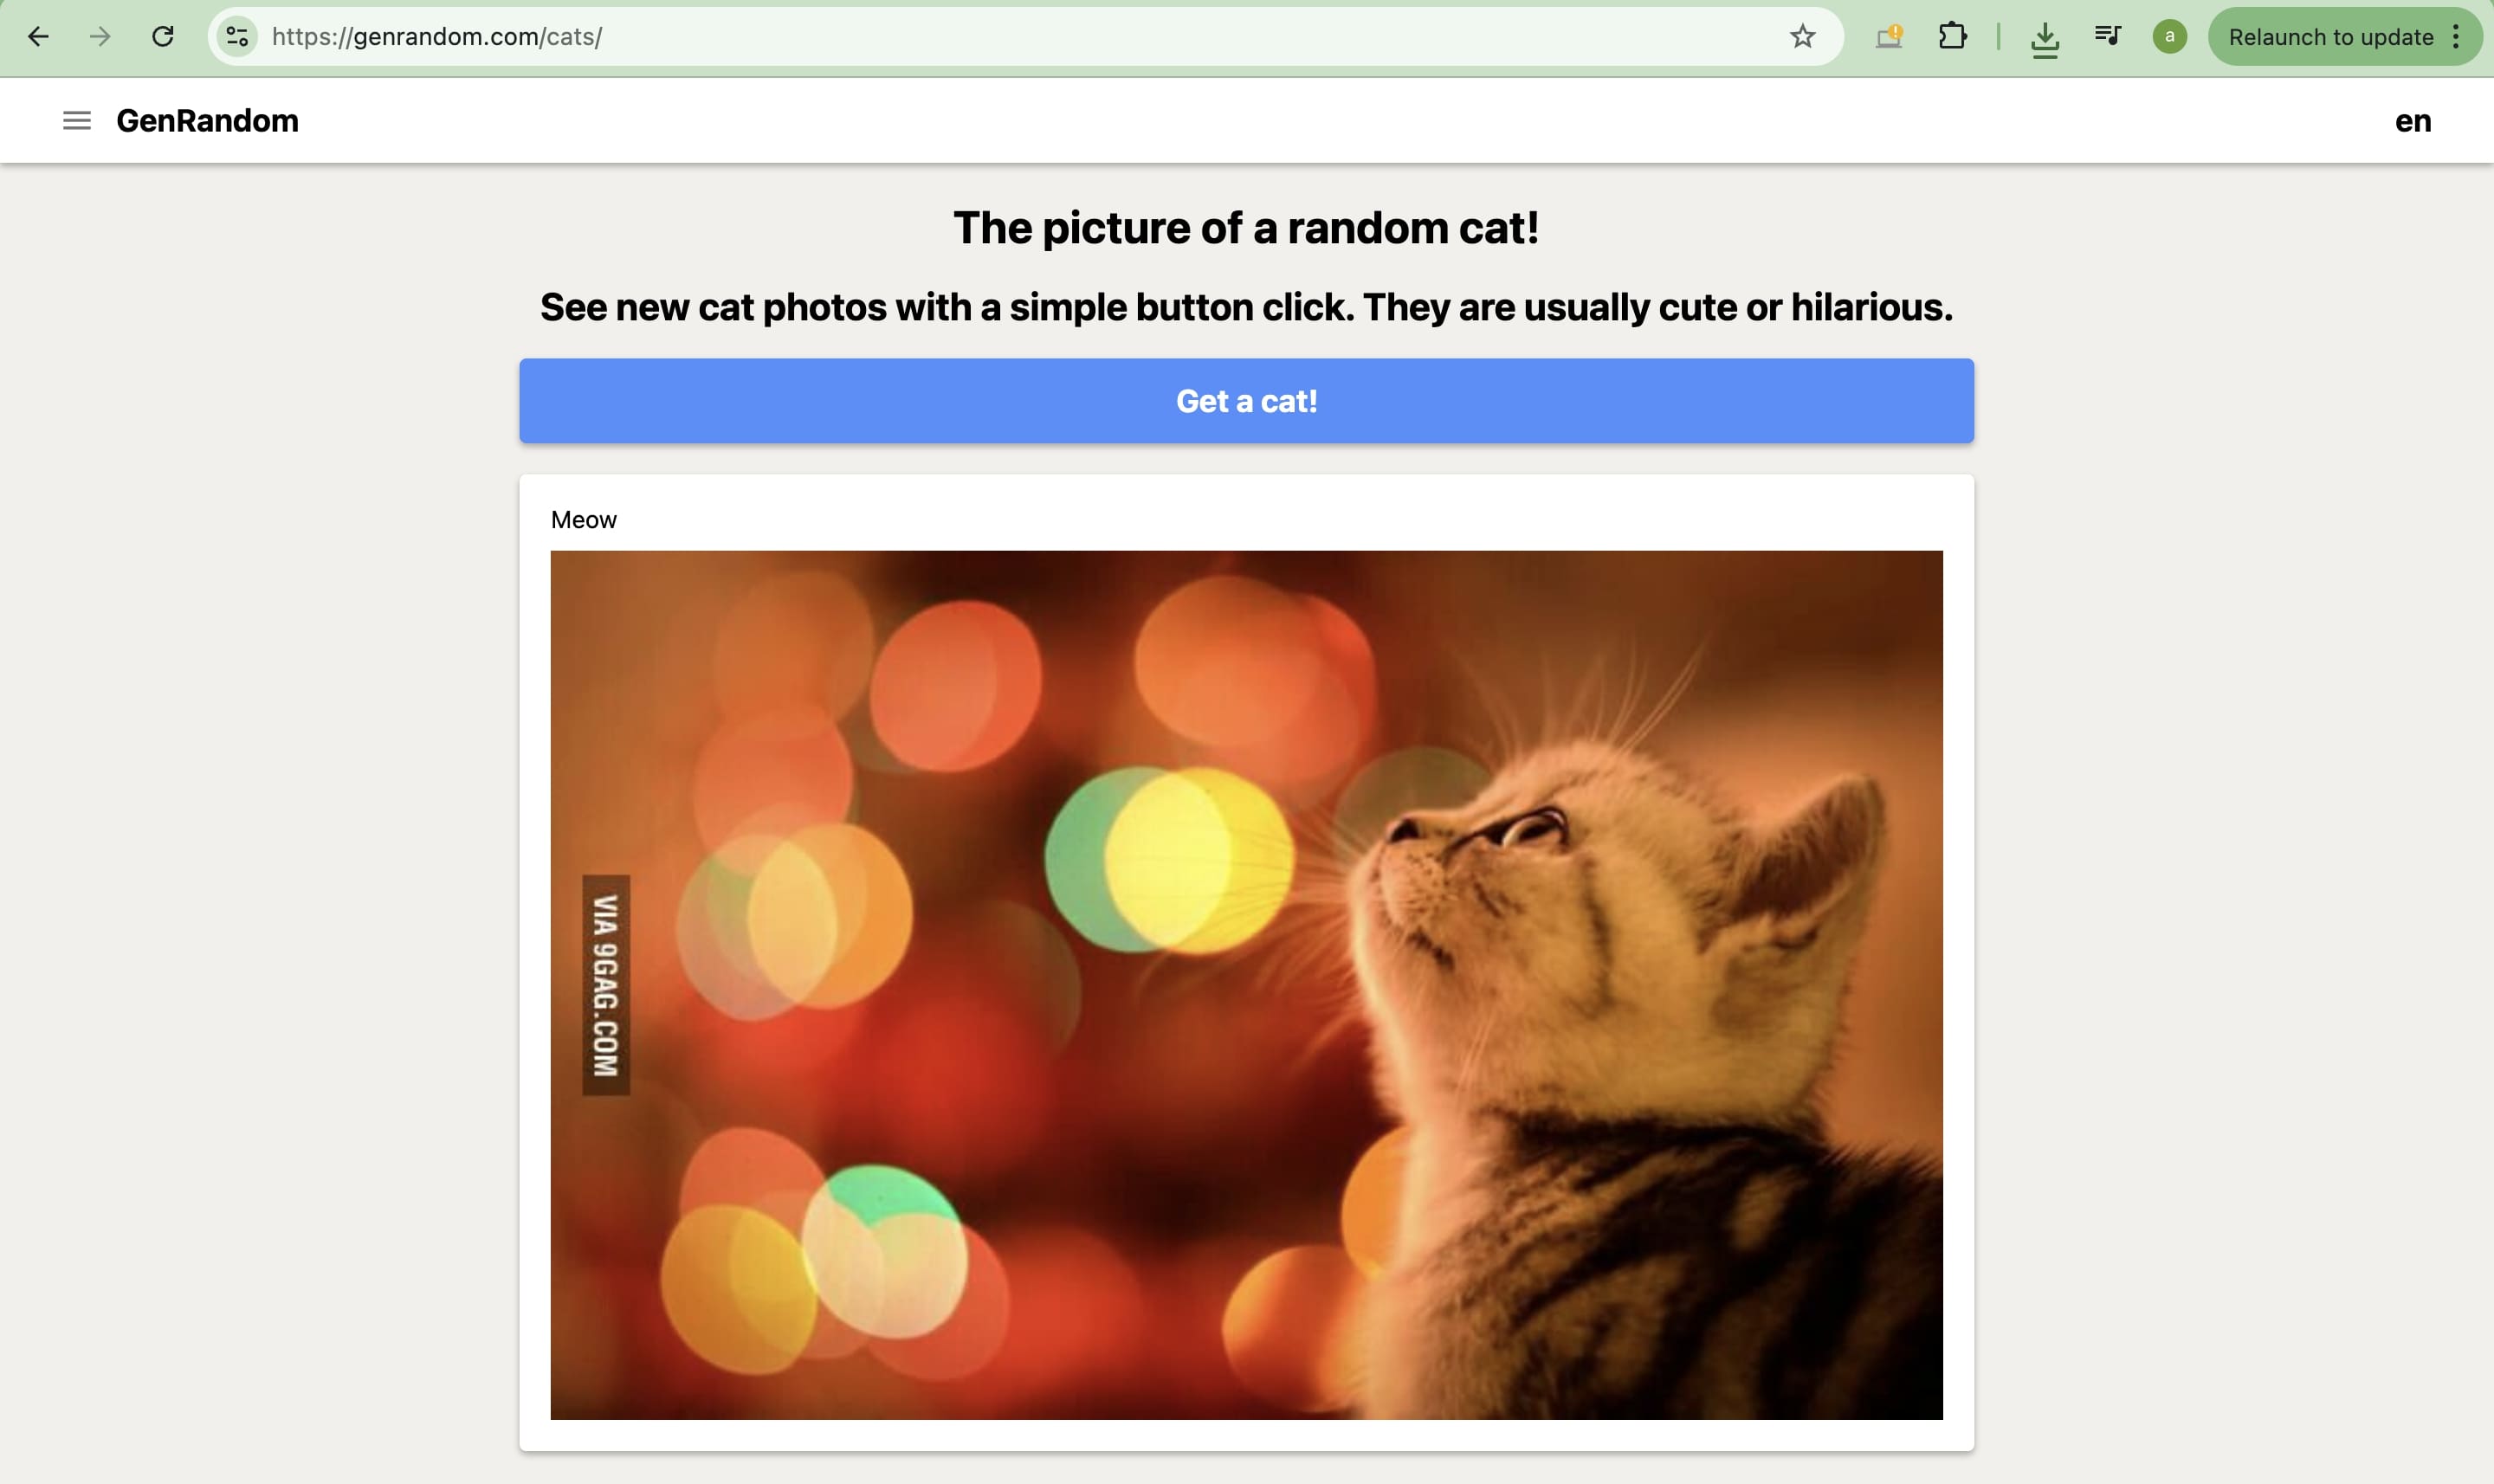 https://genrandom.com/cats/
a
Relaunch to update
GenRandom
en
The picture of a random cat!
See new cat photos with a simple button click. They are usually cute or hilarious.
Get a cat!
Meow
VIA 9GAG.COM